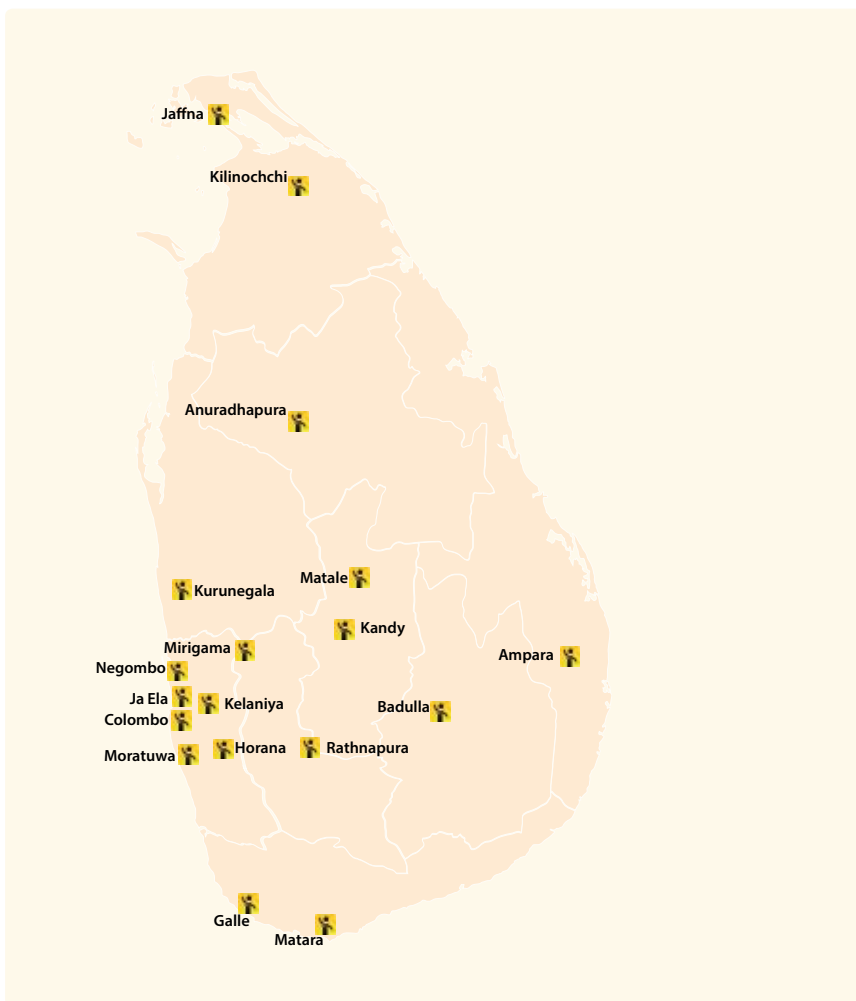 Jaffna
Kilinochchi
Anuradhapura
Matale
Kurunegala
Kandy
Mirigama
Ampara
Negombo
Ja Ela
Kelaniya
Badulla
Colombo
Horana
Rathnapura
Moratuwa
Galle
Matara